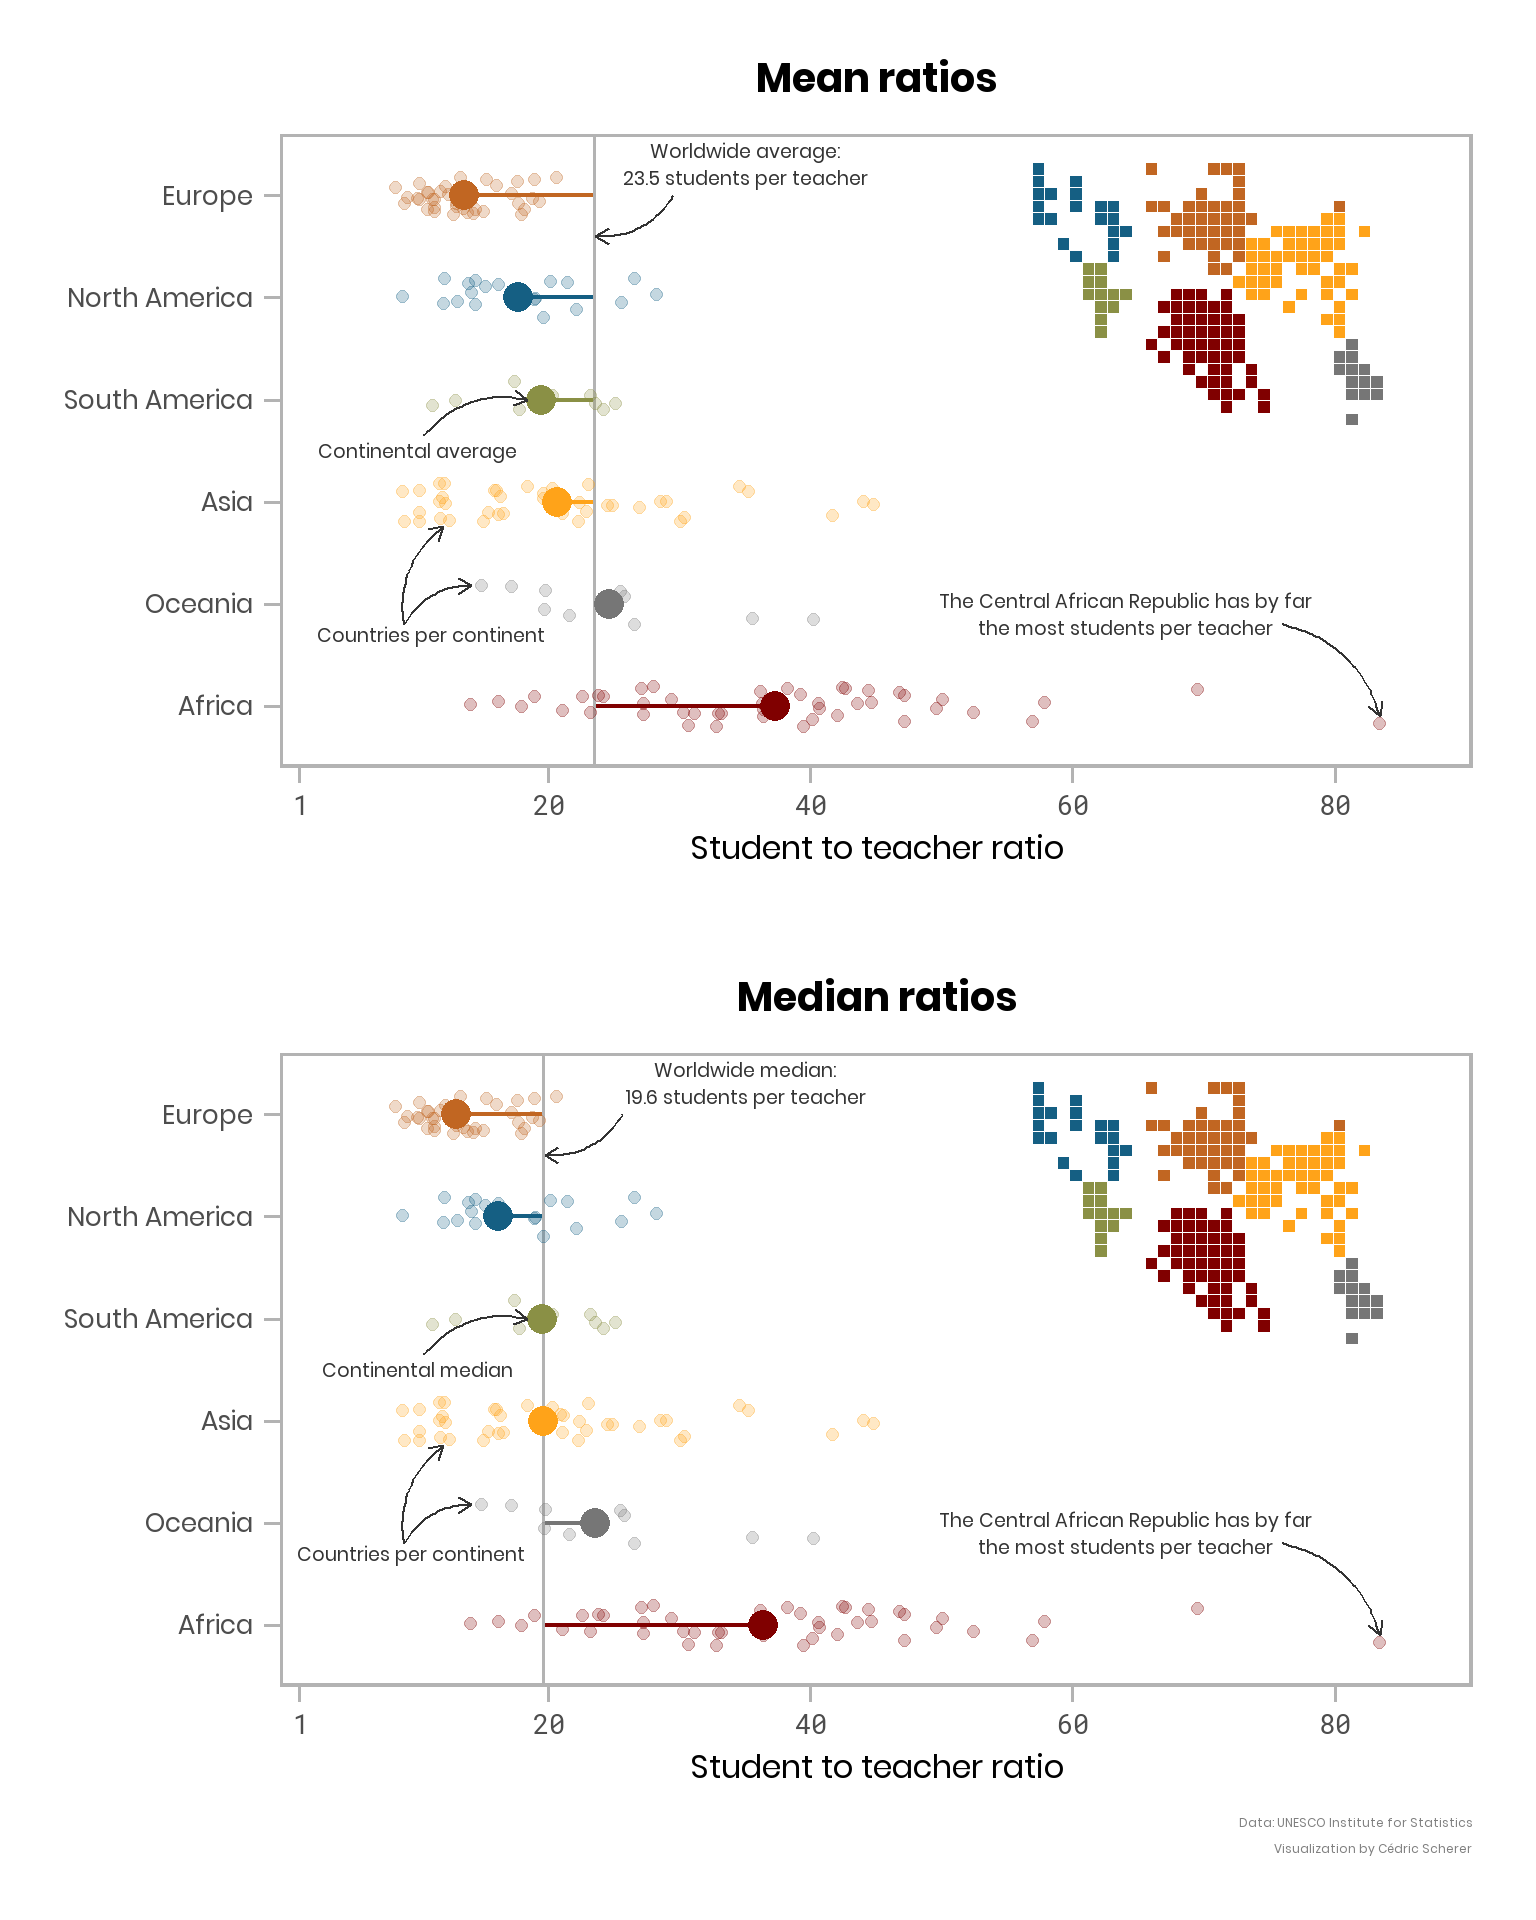 Mean ratios
Worldwide average:
23.5 students per teacher
Europe
North America
South America
Continental average
Asia
Oceania
Countries per continent
The Central African Republic has by far
the most students per teacher
Africa
1 20 40 60 80
Student to teacher ratio
Median ratios
Worldwide median:
19.6 students per teacher
Europe
North America
South America
Continental median
Asia
Oceania
Countries per continent
The Central African Republic has by far
the most students per teacher
Africa
1 20 40 60 80
Student to teacher ratio
Data: UNESCO Institute for Statistics
Visualization by Cédric Scherer